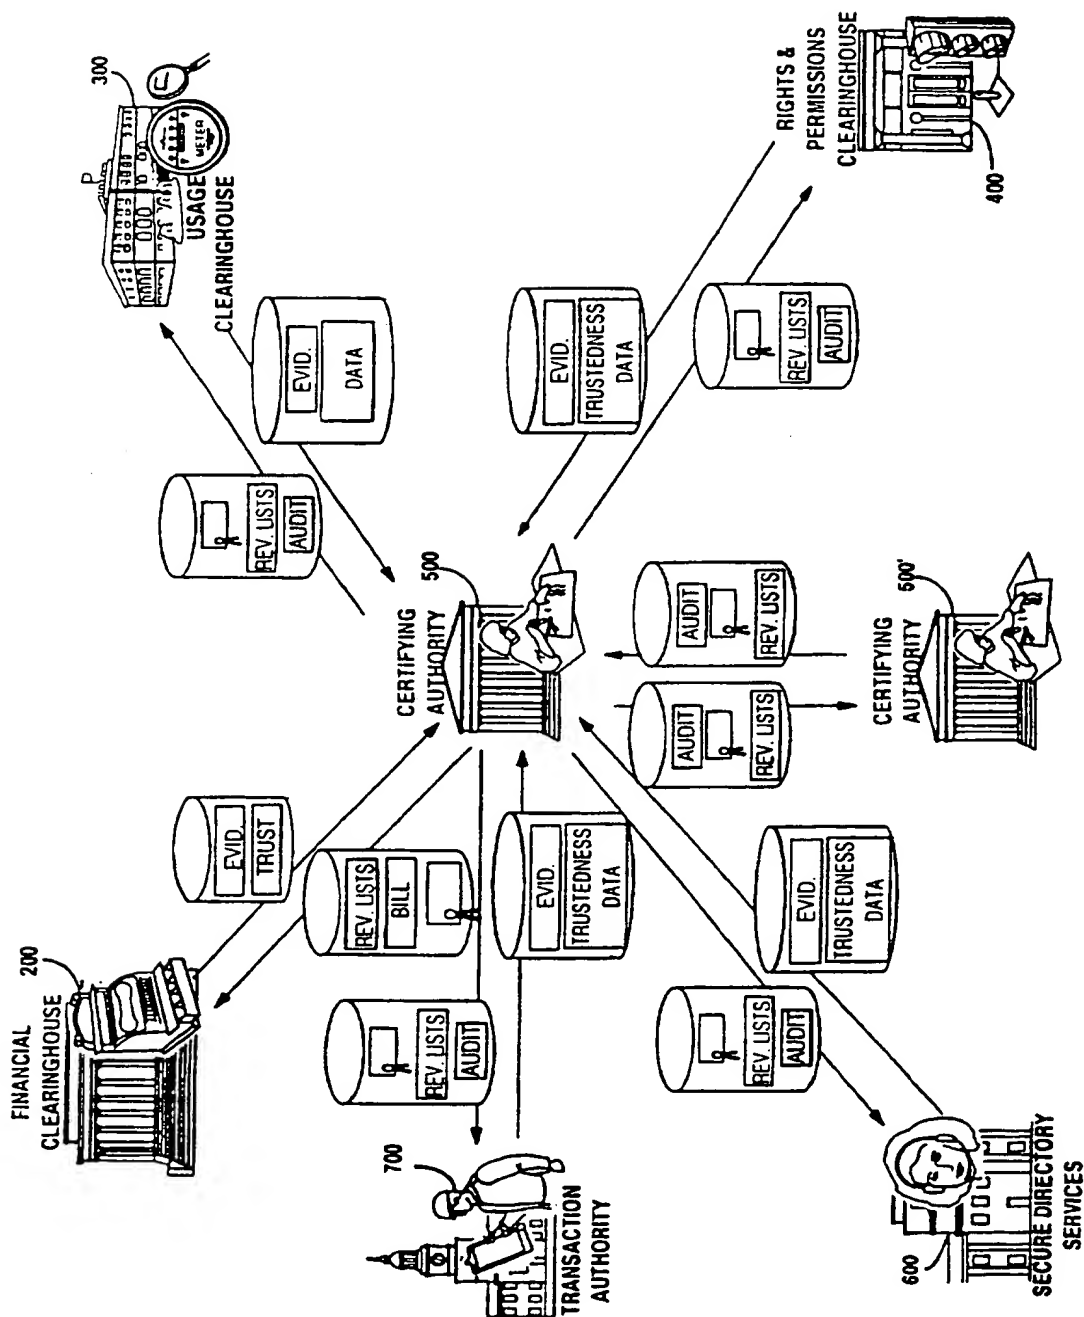 FINANCIAL
CLEARINGHOUSE
200
300
METER
USAGE
CLEARINGHOUSE
EVID.
TRUST
REV. LISTS
AUDIT
EVID.
DATA
REV. LISTS
BILL
REV. LISTS
AUDIT
700
TRANSACTION
AUTHORITY
EVID.
TRUSTEDNESS
DATA
CERTIFYING
AUTHORITY
500
EVID.
TRUSTEDNESS
DATA
REV. LISTS
AUDIT
RIGHTS &
PERMISSIONS
CLEARINGHOUSE
400
REV. LISTS
AUDIT
EVID.
TRUSTEDNESS
DATA
AUDIT
REV. LISTS
AUDIT
REV. LISTS
600
SECURE DIRECTORY
SERVICES
CERTIFYING
AUTHORITY
500'